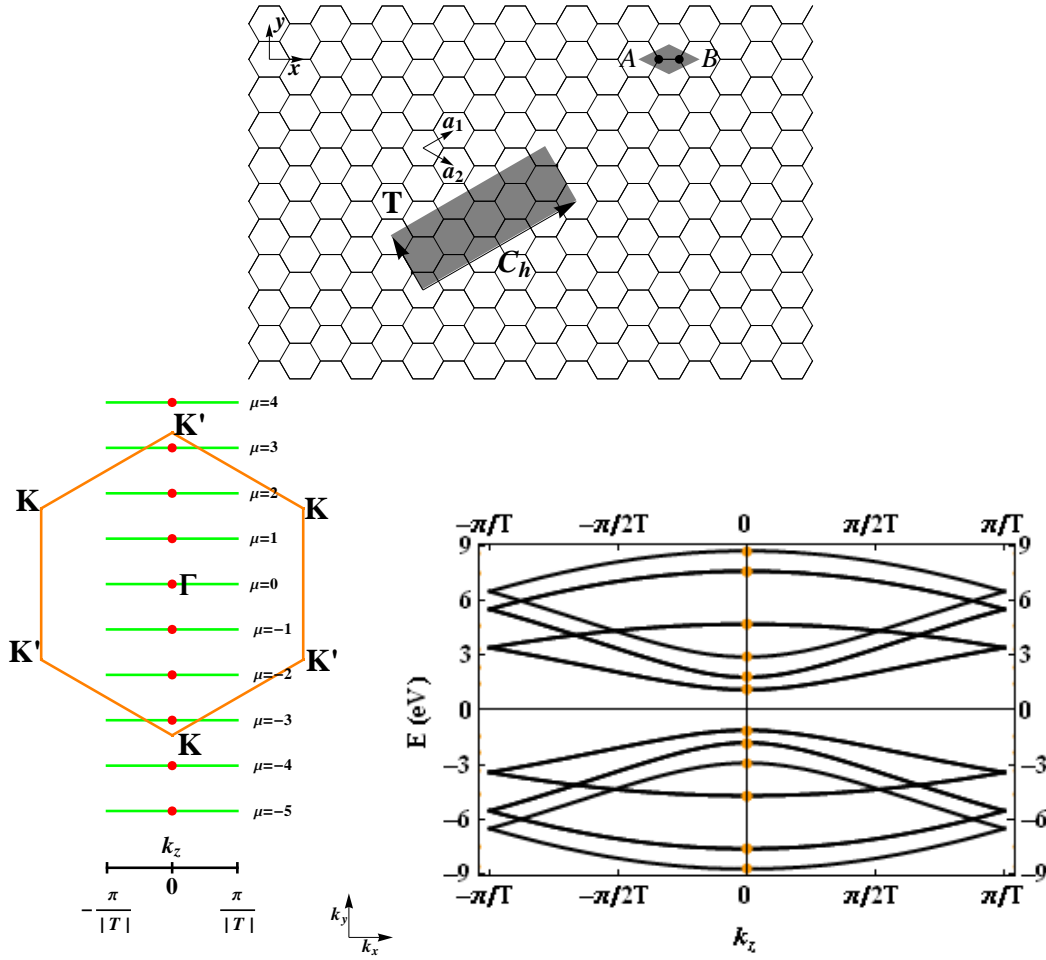 y
x
A B
a1
a2
T
Ch
μ=4
K'
μ=3
K K
μ=2
μ=1
Γ
μ=0
μ=-1
K' K'
μ=-2
μ=-3
K
μ=-4
μ=-5
kz
-π/|T| 0 π/|T|
ky
kx
-π/T -π/2T 0 π/2T π/T
9 9
6 6
3 3
0 0
-3 -3
-6 -6
-9 -9
E (eV)
-π/T -π/2T 0 π/2T π/T
kz